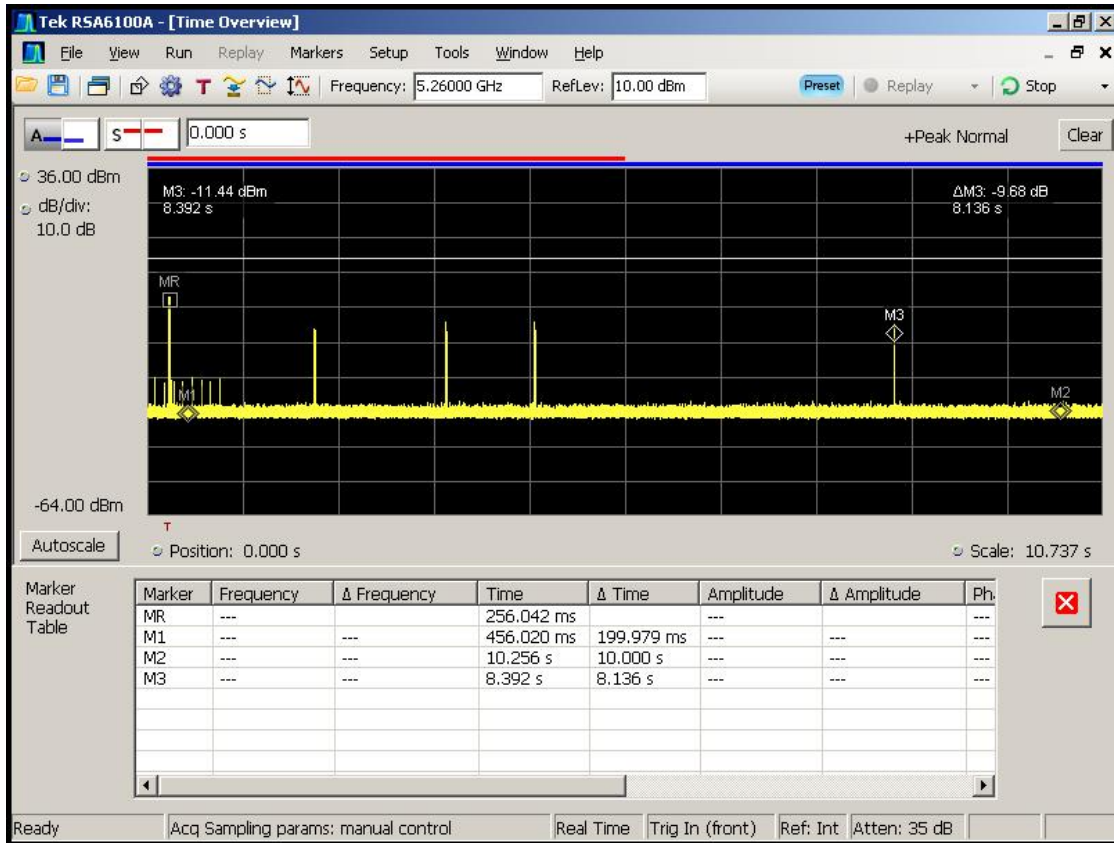 Tek RSA6100A - [Time Overview]
File View Run Replay Markers Setup Tools Window Help
T Frequency: 5.26000 GHz RefLev: 10.00 dBm Preset Replay Stop
A S 0.000 s +Peak Normal Clear
36.00 dBm
dB/div:
10.0 dB
M3: -11.44 dBm
8.392 s
ΔM3: -9.68 dB
8.136 s
MR
M3
M1
M2
-64.00 dBm
T
Autoscale Position: 0.000 s Scale: 10.737 s
Marker
Readout
Table
Marker Frequency Δ Frequency Time Δ Time Amplitude Δ Amplitude Ph
MR --- 256.042 ms --- ---
M1 --- --- 456.020 ms 199.979 ms --- --- ---
M2 --- --- 10.256 s 10.000 s --- --- ---
M3 --- --- 8.392 s 8.136 s --- --- ---
Ready Acq Sampling params: manual control Real Time Trig In (front) Ref: Int Atten: 35 dB